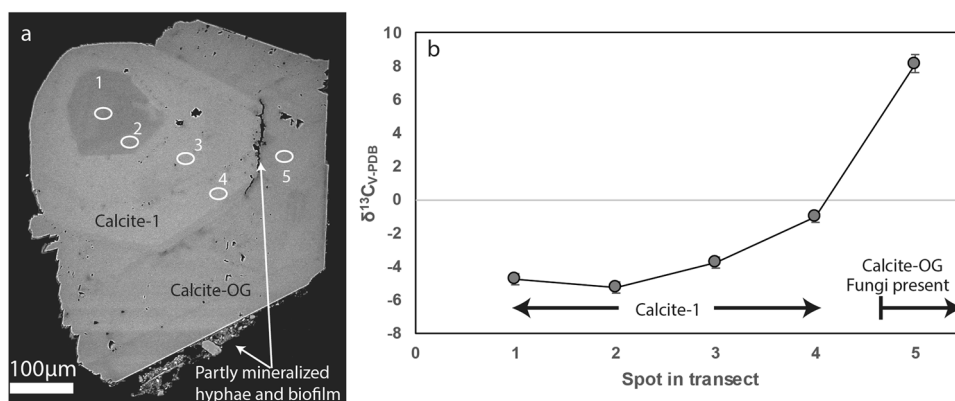 a
1
2
3
4
5
Calcite-1
Calcite-OG
100µm
Partly mineralized
hyphae and biofilm
b
10
8
6
4
2
0
-2
-4
-6
-8
δ13CV-PDB
Calcite-OG
Fungi present
Calcite-1
0 1 2 3 4 5
Spot in transect